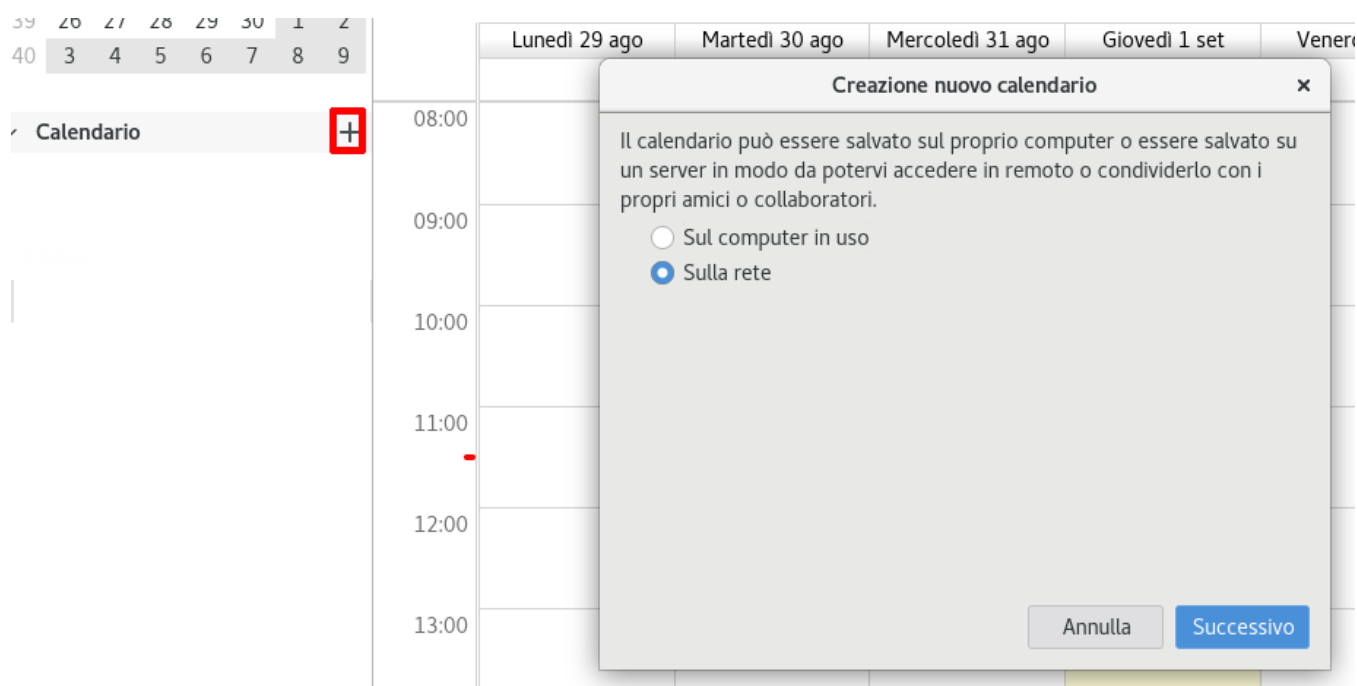 39 26 27 28 29 30 1 2
40 3 4 5 6 7 8 9
Calendario +
Lunedì 29 ago Martedì 30 ago Mercoledì 31 ago Giovedì 1 set
08:00
09:00
10:00
11:00
12:00
13:00
Creazione nuovo calendario ×
Il calendario può essere salvato sul proprio computer o essere salvato su
un server in modo da potervi accedere in remoto o condividerlo con i
propri amici o collaboratori.
Sul computer in uso
Sulla rete
Annulla Successivo